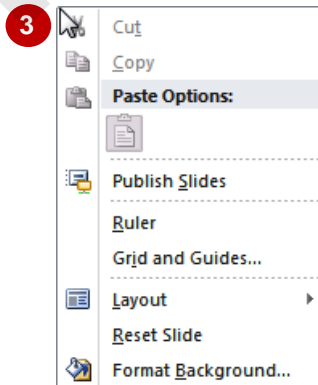 3
Cut
Copy
Paste Options:
Publish Slides
Ruler
Grid and Guides...
Layout
Reset Slide
Format Background...